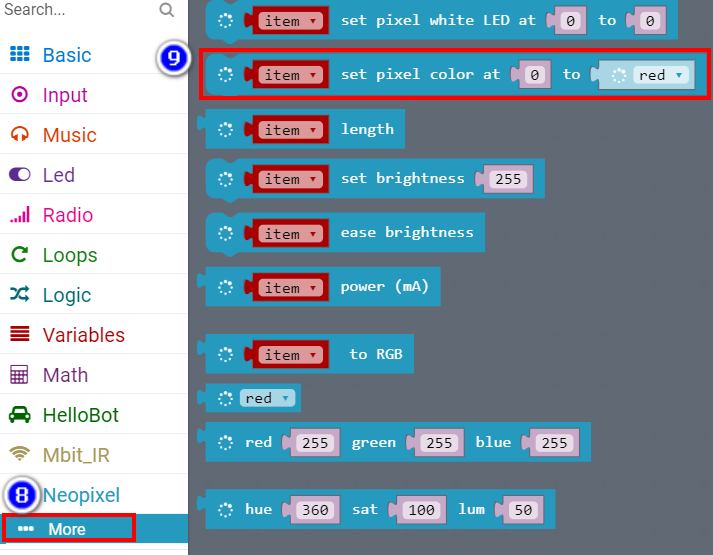 Search...
Basic
Input
Music
Led
Radio
Loops
Logic
Variables
Math
HelloBot
Mbit_IR
8 Neopixel
More
item set pixel white LED at 0 to 0
9 item set pixel color at 0 to red
item length
item set brightness 255
item ease brightness
item power (mA)
item to RGB
red
red 255 green 255 blue 255
hue 360 sat 100 lum 50